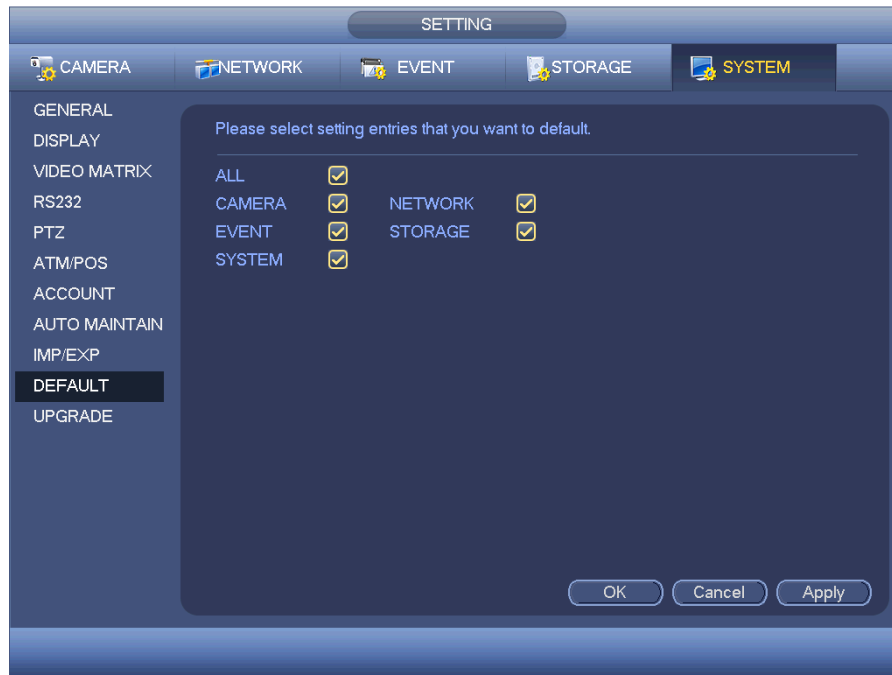 SETTING
CAMERA NETWORK EVENT STORAGE SYSTEM
GENERAL
DISPLAY
VIDEO MATRIX
RS232
PTZ
ATM/POS
ACCOUNT
AUTO MAINTAIN
IMP/EXP
DEFAULT
UPGRADE
Please select setting entries that you want to default.
ALL
CAMERA NETWORK
EVENT STORAGE
SYSTEM
OK Cancel Apply